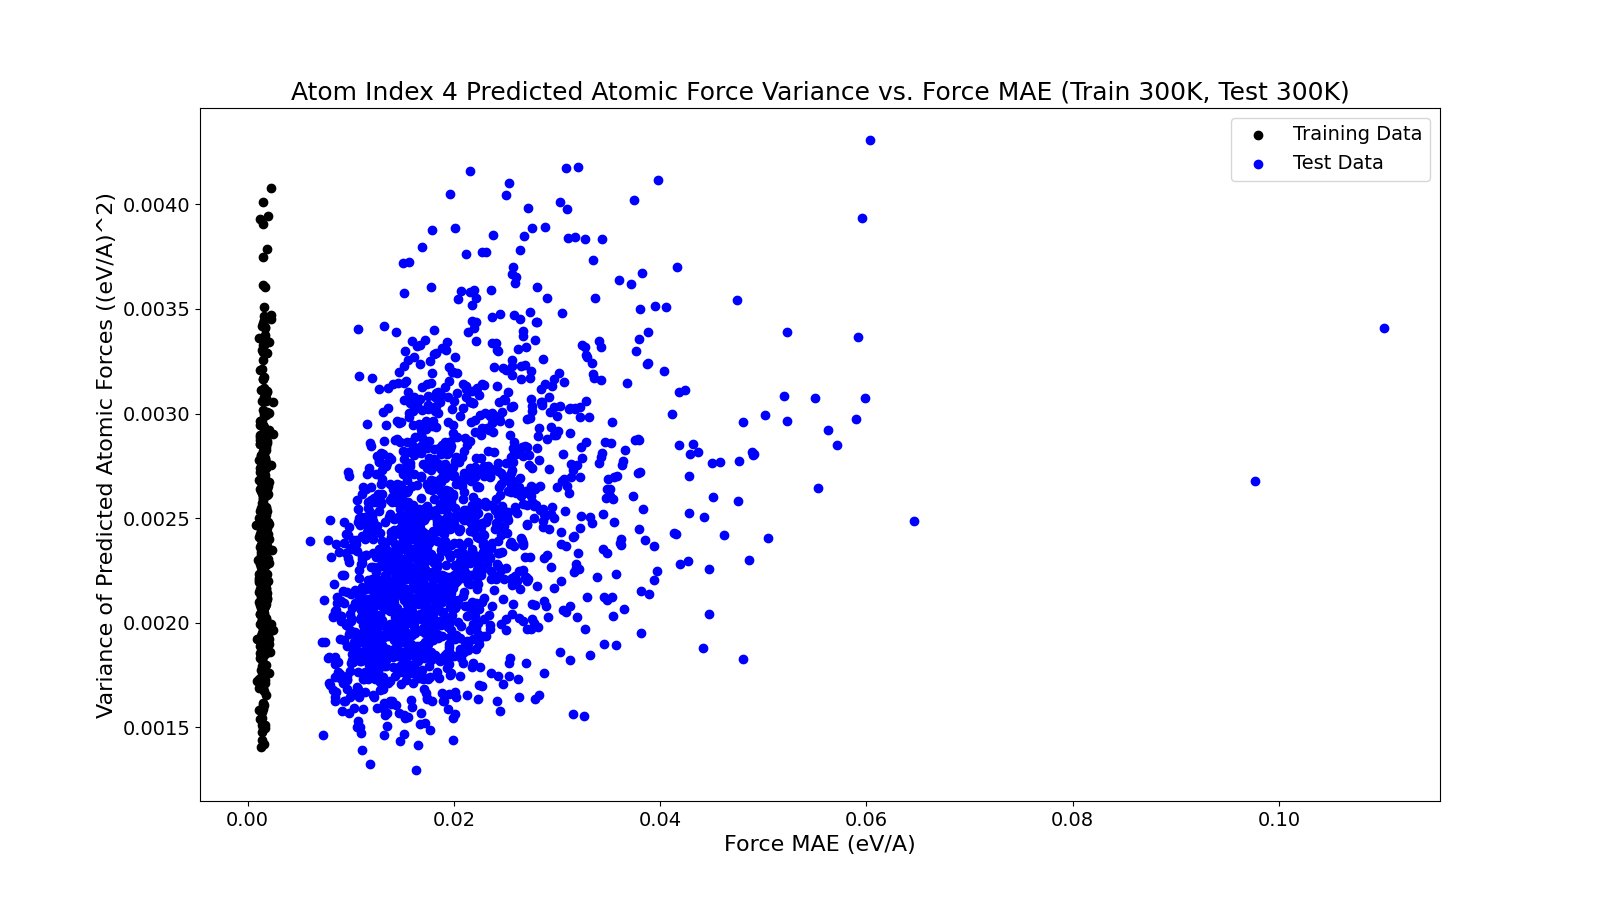 Atom Index 4 Predicted Atomic Force Variance vs. Force MAE (Train 300K, Test 300K)
Training Data
Test Data
Variance of Predicted Atomic Forces ((eV/A)^2)
0.0040
0.0035
0.0030
0.0025
0.0020
0.0015
0.00 0.02 0.04 0.06 0.08 0.10
Force MAE (eV/A)